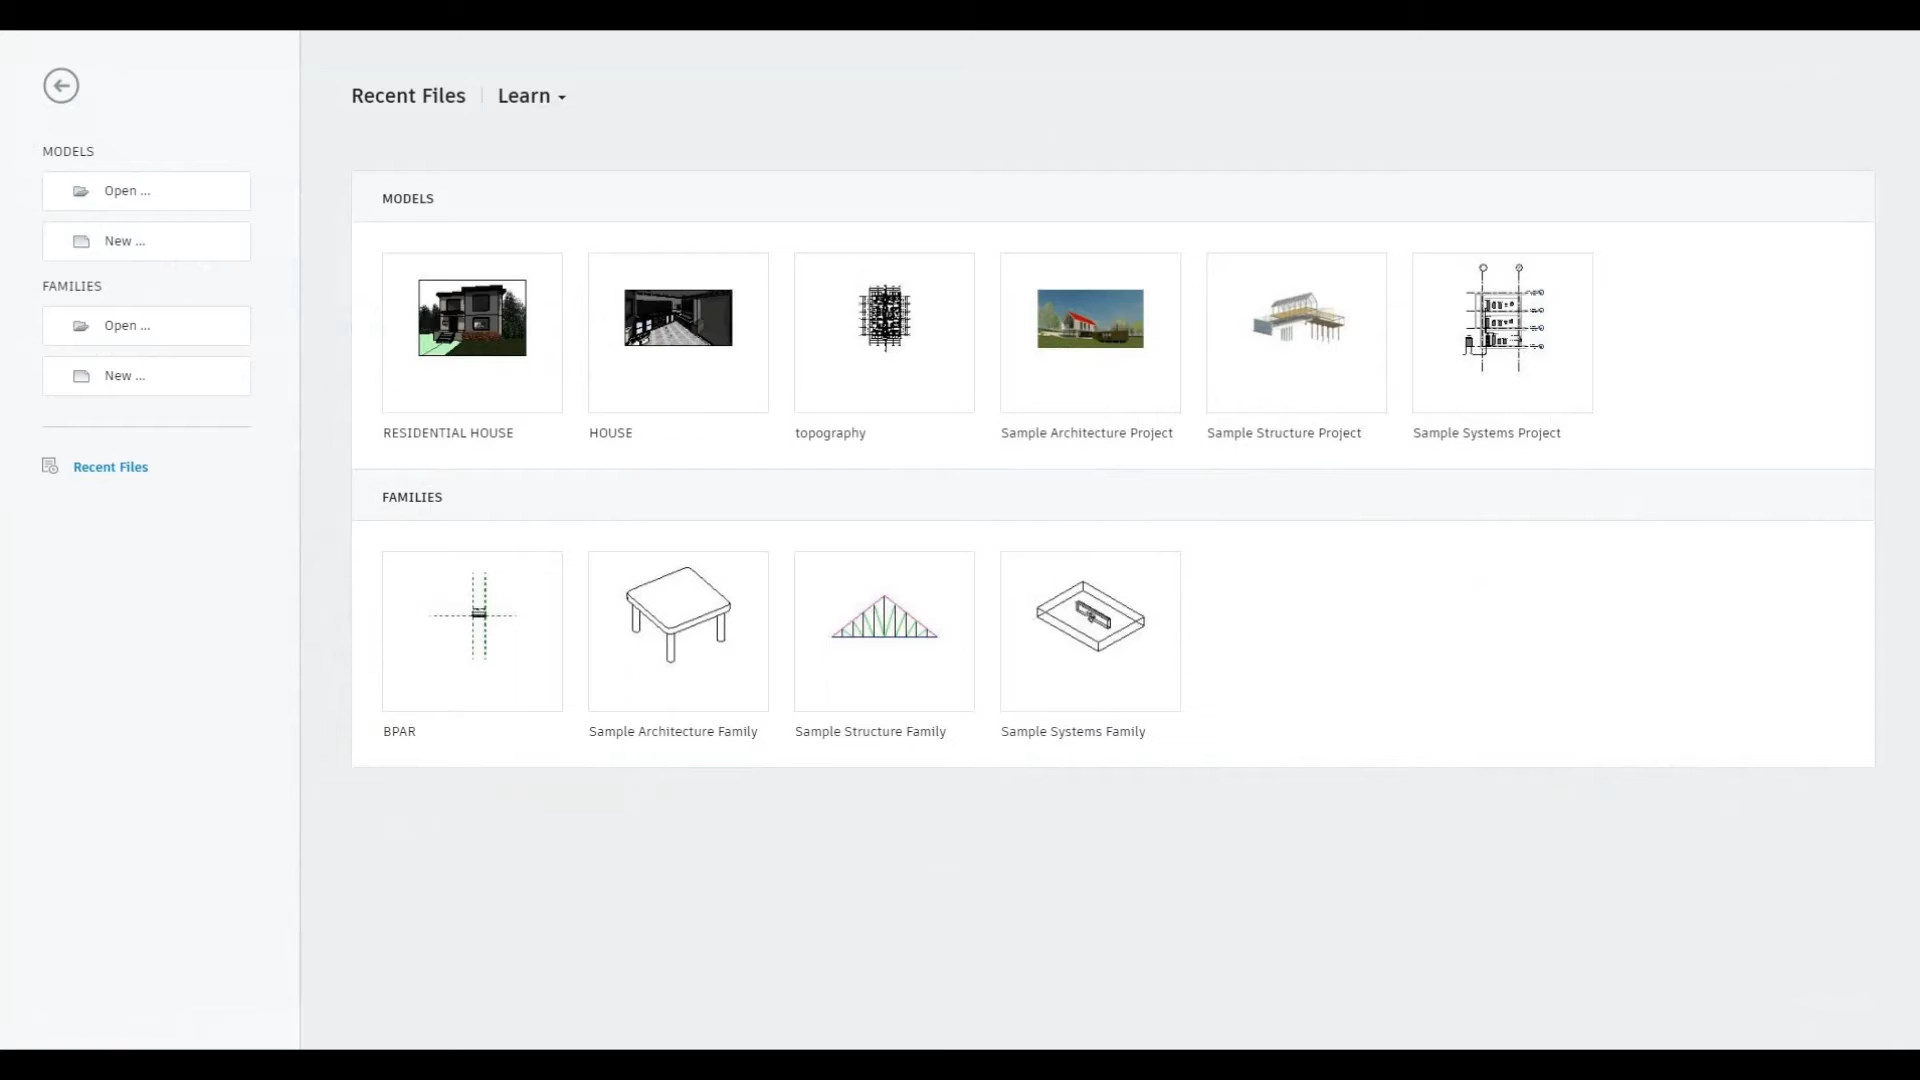 Recent Files | Learn
MODELS
Open ...
New ...
FAMILIES
Open ...
New ...
Recent Files
MODELS
RESIDENTIAL HOUSE
HOUSE
topography
Sample Architecture Project
Sample Structure Project
Sample Systems Project
FAMILIES
BPAR
Sample Architecture Family
Sample Structure Family
Sample Systems Family